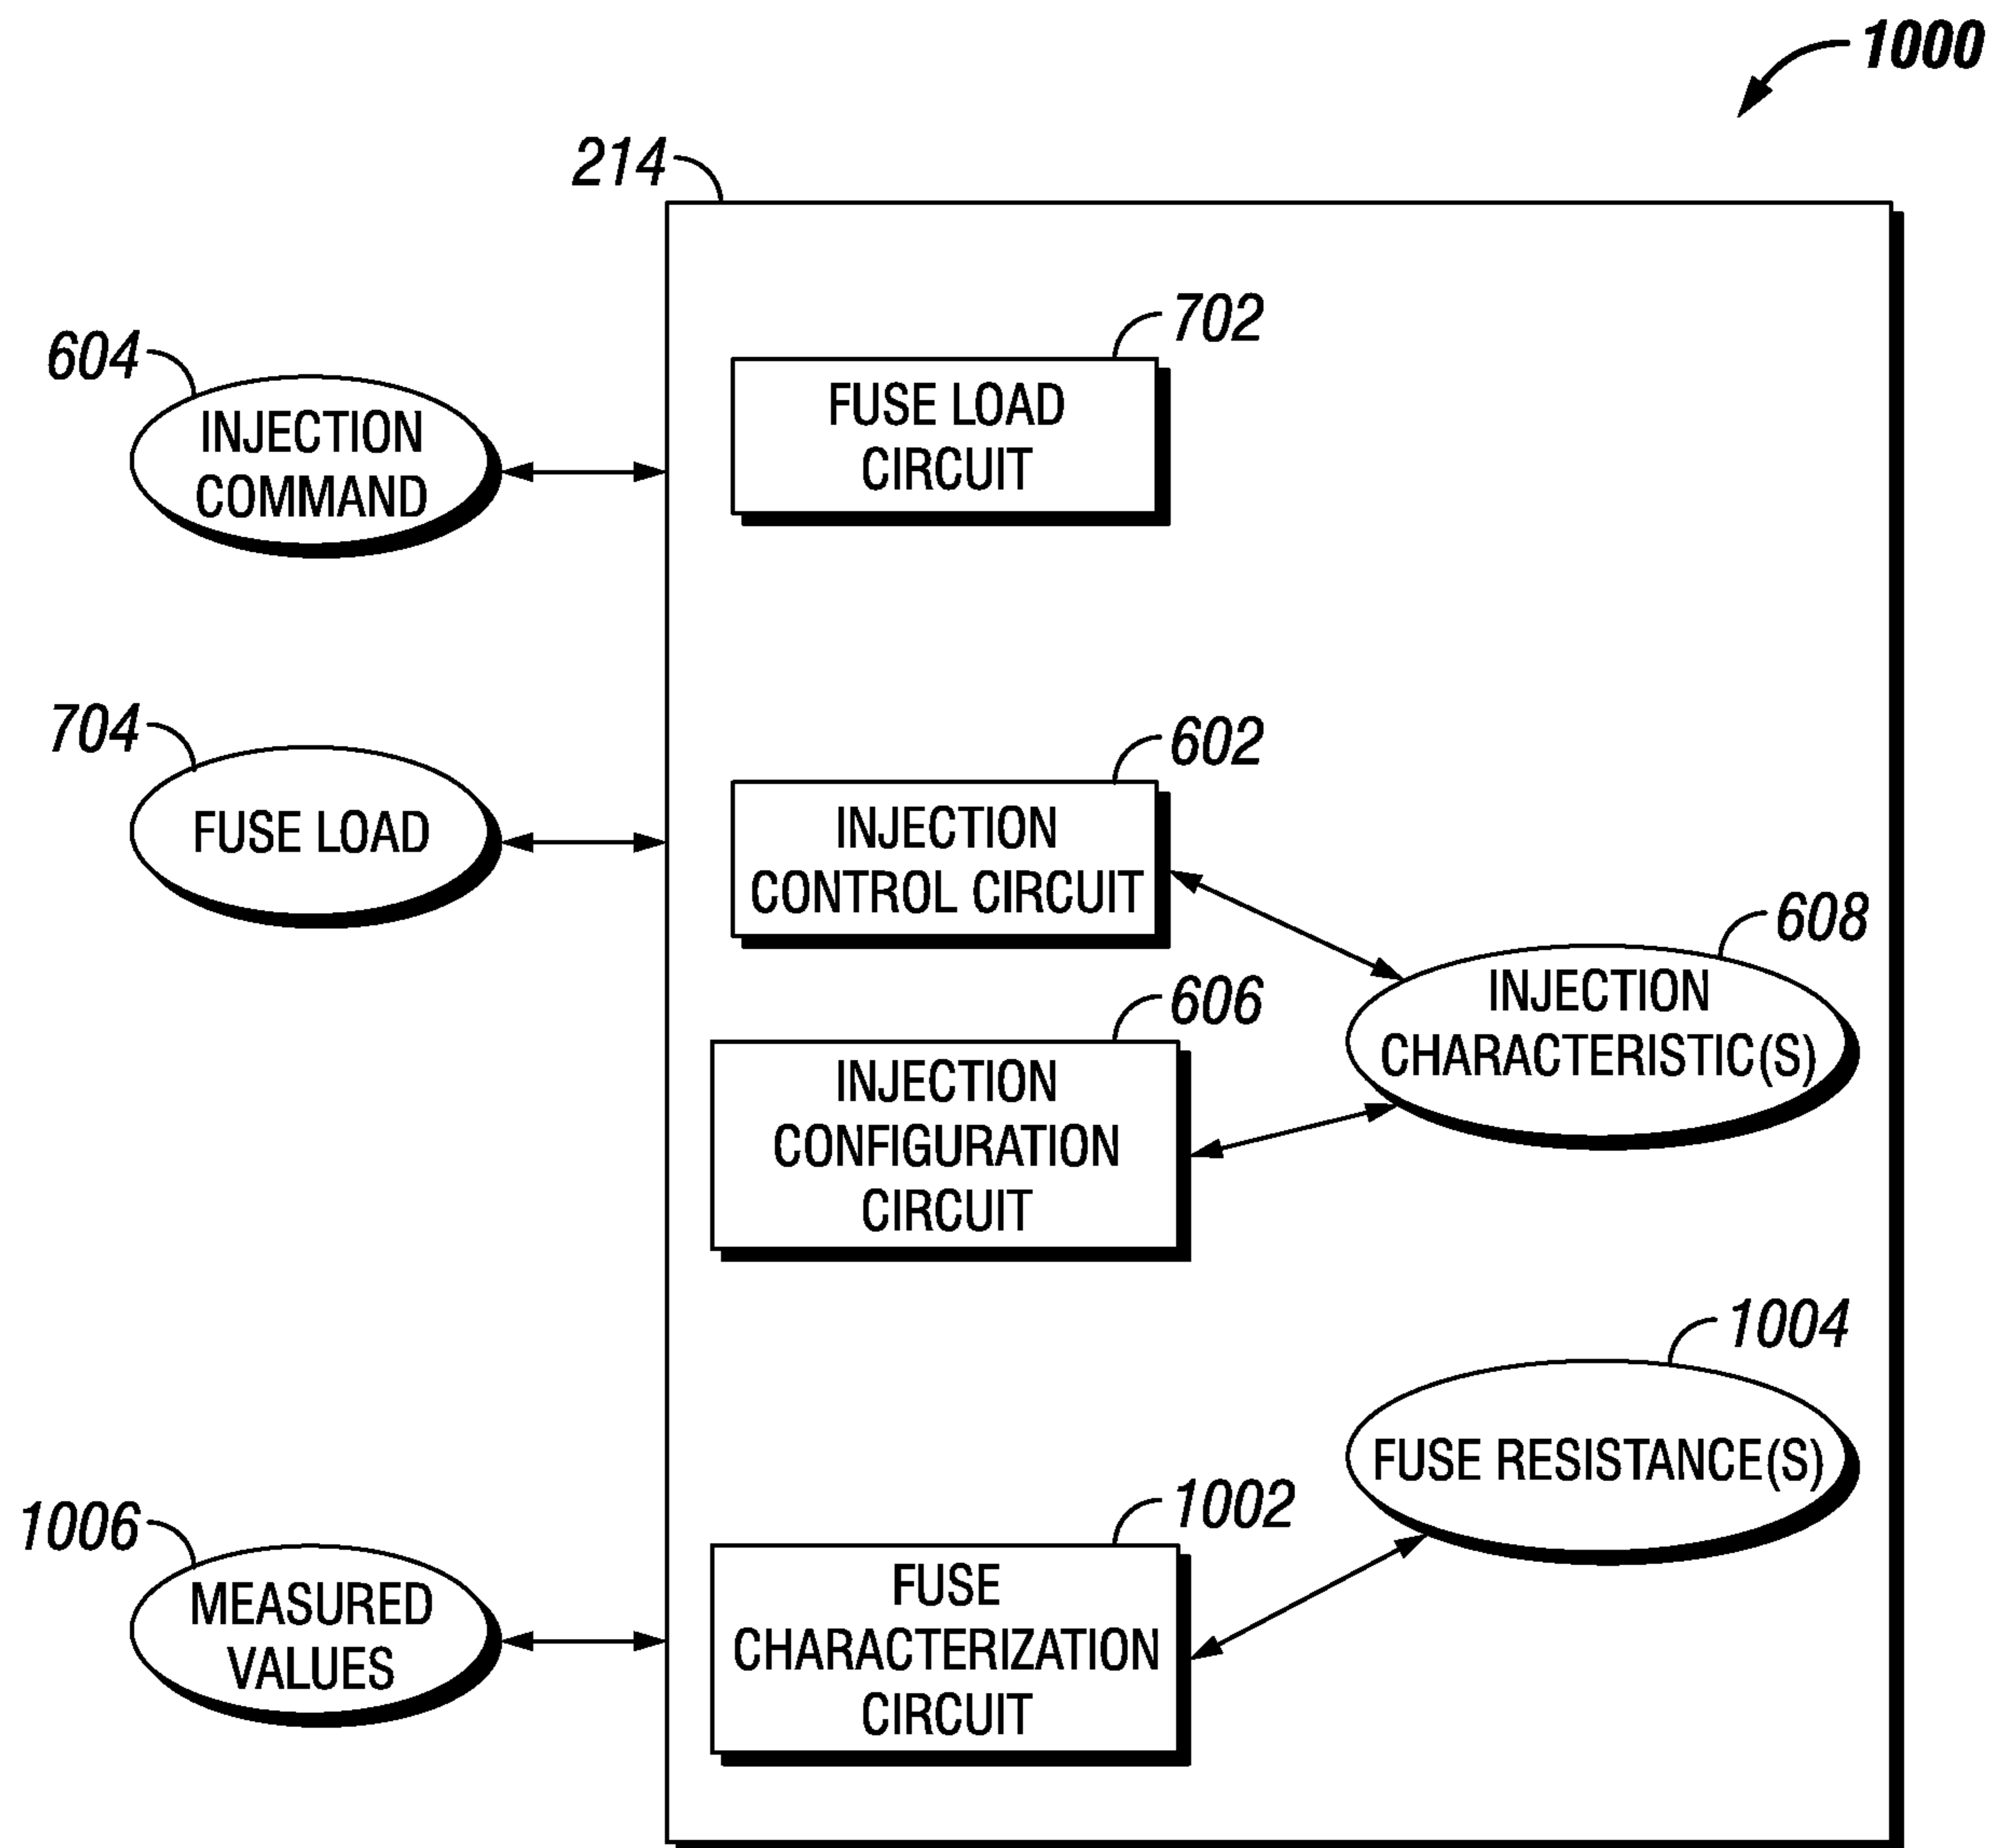 1000
214
702
FUSE LOAD
CIRCUIT
604
INJECTION
COMMAND
704
FUSE LOAD
602
INJECTION
CONTROL CIRCUIT
608
INJECTION
CHARACTERISTIC(S)
606
INJECTION
CONFIGURATION
CIRCUIT
1004
FUSE RESISTANCE(S)
1006
MEASURED
VALUES
1002
FUSE
CHARACTERIZATION
CIRCUIT